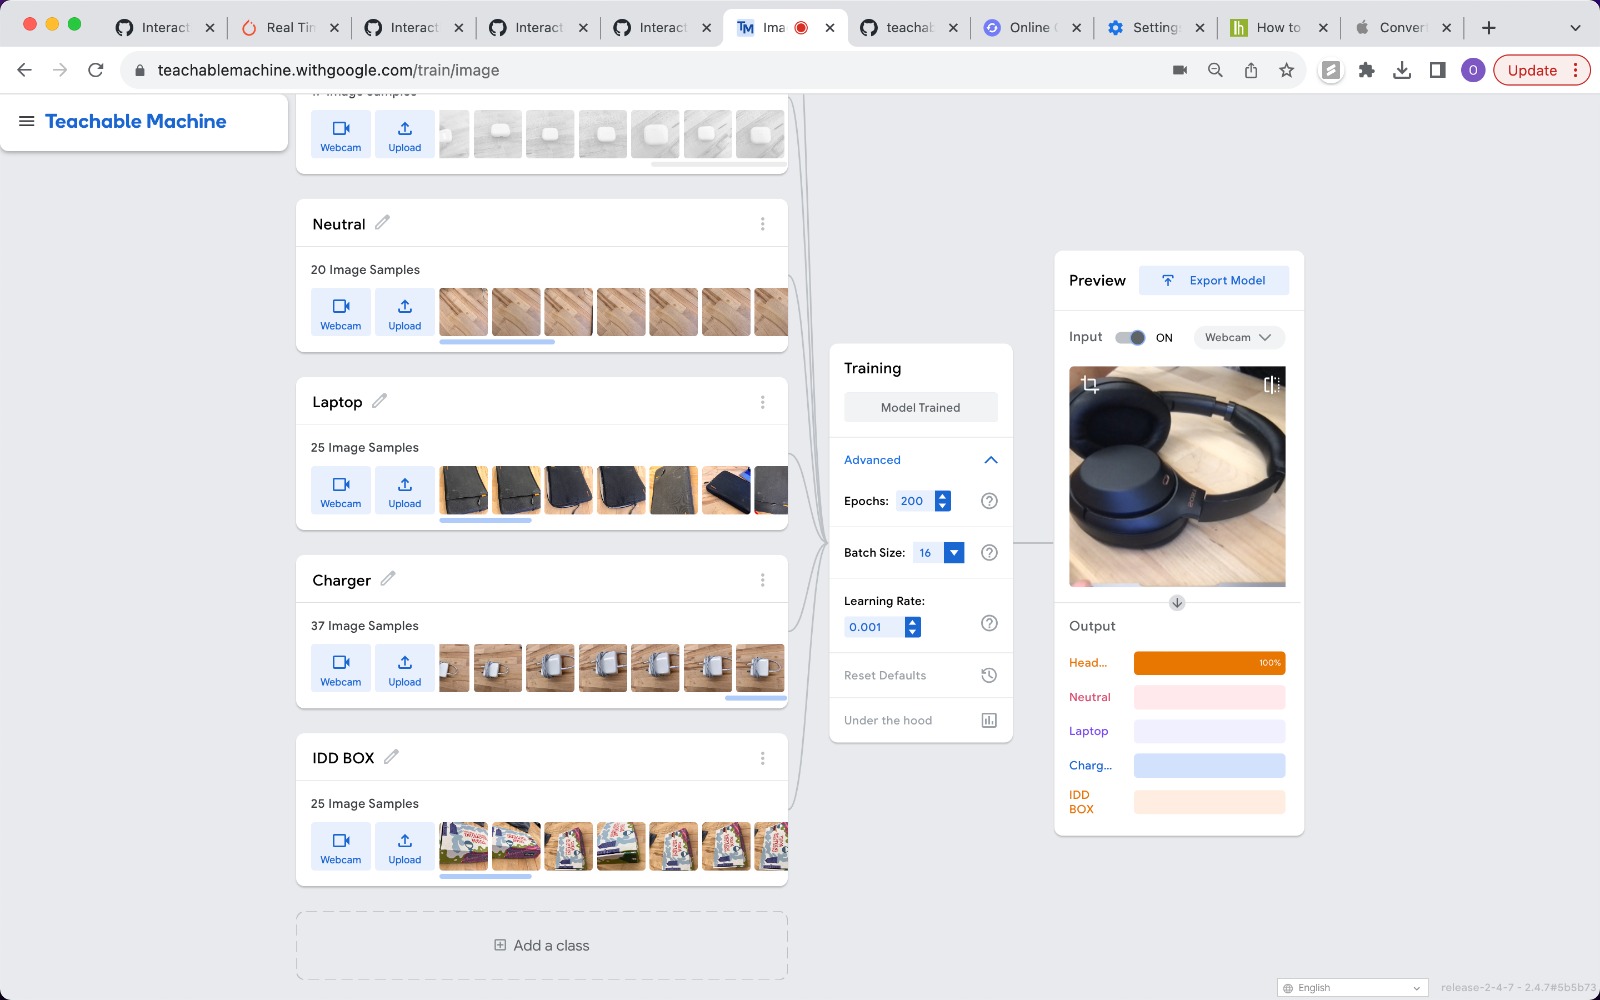 Interact
Real Tin
Interact
Interact
Interact
TM Ima
teachab
Online
Setting
How to
Conver
teachablemachine.withgoogle.com/train/image
O
Update
Teachable Machine
Image Samples
Webcam
Upload
Neutral
20 Image Samples
Webcam
Upload
Laptop
25 Image Samples
Webcam
Upload
Charger
37 Image Samples
Webcam
Upload
IDD BOX
25 Image Samples
Webcam
Upload
Add a class
Training
Model Trained
Advanced
Epochs: 200
Batch Size: 16
Learning Rate:
0.001
Reset Defaults
Under the hood
Preview
Export Model
Input ON Webcam
Output
Head... 100%
Neutral
Laptop
Charg...
IDD
BOX
English
release-2-4-7 - 2.4.7#5b5b73